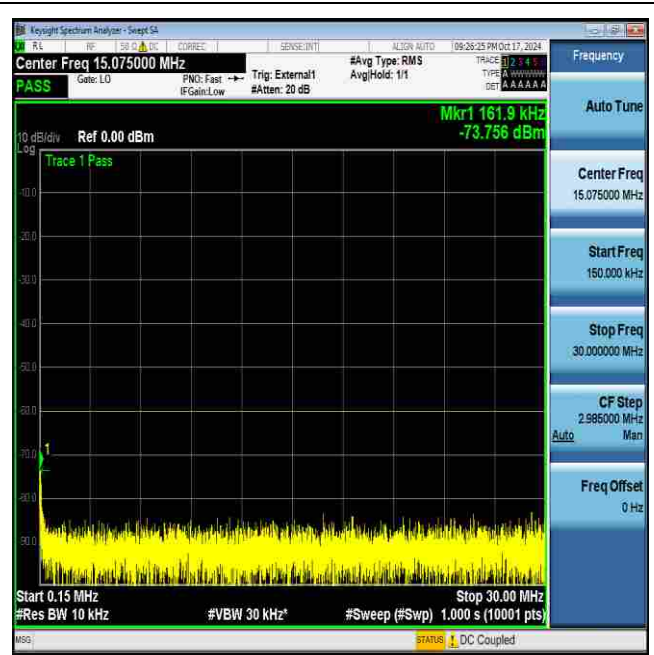 Keysight Spectrum Analyzer - Swept SA
RL RF 50 Ω DC CORREC SENSE:INT ALIGN AUTO 09:26:25 PM Oct 17, 2024
Center Freq 15.075000 MHz #Avg Type: RMS TRACE 1 2 3 4 5 6
PASS Gate: LO PNO: Fast Trig: External1 Avg|Hold: 1/1 TYPE A WWWWW
IFGain:Low #Atten: 20 dB DET A A A A A A
Mkr1 161.9 kHz
-73.756 dBm
10 dB/div Ref 0.00 dBm
Log
Trace 1 Pass
-10.0
-20.0
-30.0
-40.0
-50.0
-60.0
-70.0
1
-80.0
-90.0
Start 0.15 MHz Stop 30.00 MHz
#Res BW 10 kHz #VBW 30 kHz* #Sweep (#Swp) 1.000 s (10001 pts)
MSG STATUS ! DC Coupled
Frequency
Auto Tune
Center Freq
15.075000 MHz
Start Freq
150.000 kHz
Stop Freq
30.000000 MHz
CF Step
2.985000 MHz
Auto Man
Freq Offset
0 Hz